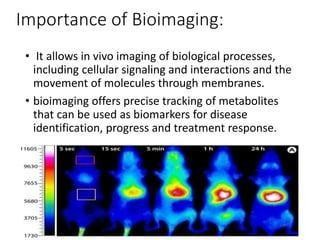 Importance of Bioimaging:
• It allows in vivo imaging of biological processes,
including cellular signaling and interactions and the
movement of molecules through membranes.
• bioimaging offers precise tracking of metabolites
that can be used as biomarkers for disease
identification, progress and treatment response.
11605 5 sec 15 sec 5 min 1 h 24 h A
9630
7655
5680
3705
1730